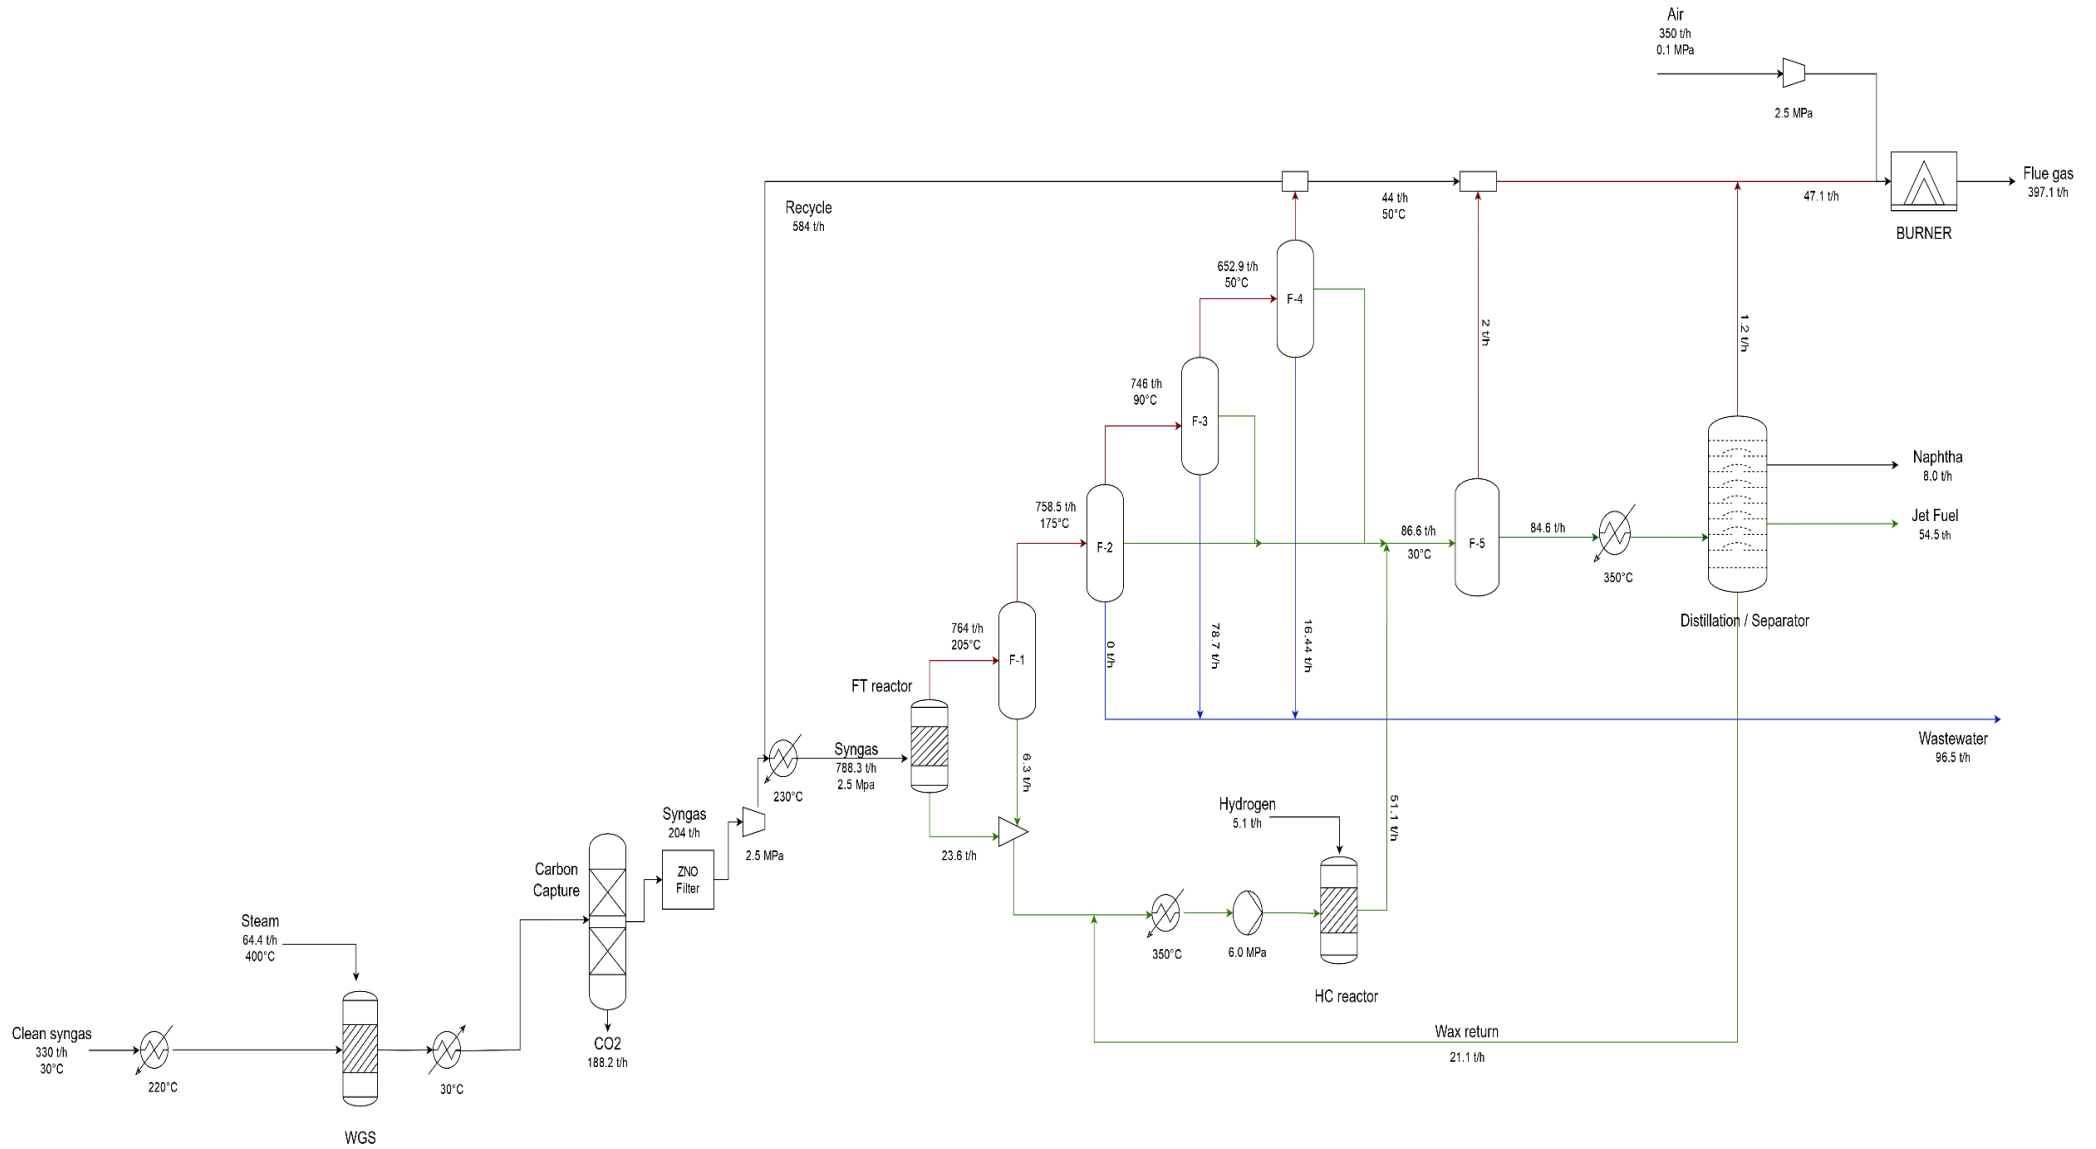 Air
350 t/h
0.1 MPa
2.5 MPa
Flue gas
397.1 t/h
47.1 t/h
BURNER
44 t/h
50°C
Recycle
584 t/h
652.9 t/h
50°C
F-4
2 t/h
1.2 t/h
746 t/h
90°C
F-3
Naphtha
8.0 t/h
Jet Fuel
54.5 t/h
758.5 t/h
175°C
F-2
86.6 t/h
30°C
F-5
84.6 t/h
350°C
Distillation / Separator
764 t/h
205°C
F-1
0 t/h
78.7 t/h
16.44 t/h
FT reactor
Wastewater
96.5 t/h
Syngas
788.3 t/h
2.5 Mpa
230°C
6.3 t/h
51.1 t/h
Hydrogen
5.1 t/h
Syngas
204 t/h
2.5 MPa
23.6 t/h
Carbon
Capture
ZNO
Filter
350°C
6.0 MPa
HC reactor
Steam
64.4 t/h
400°C
Wax return
21.1 t/h
Clean syngas
330 t/h
30°C
220°C
30°C
CO2
188.2 t/h
WGS